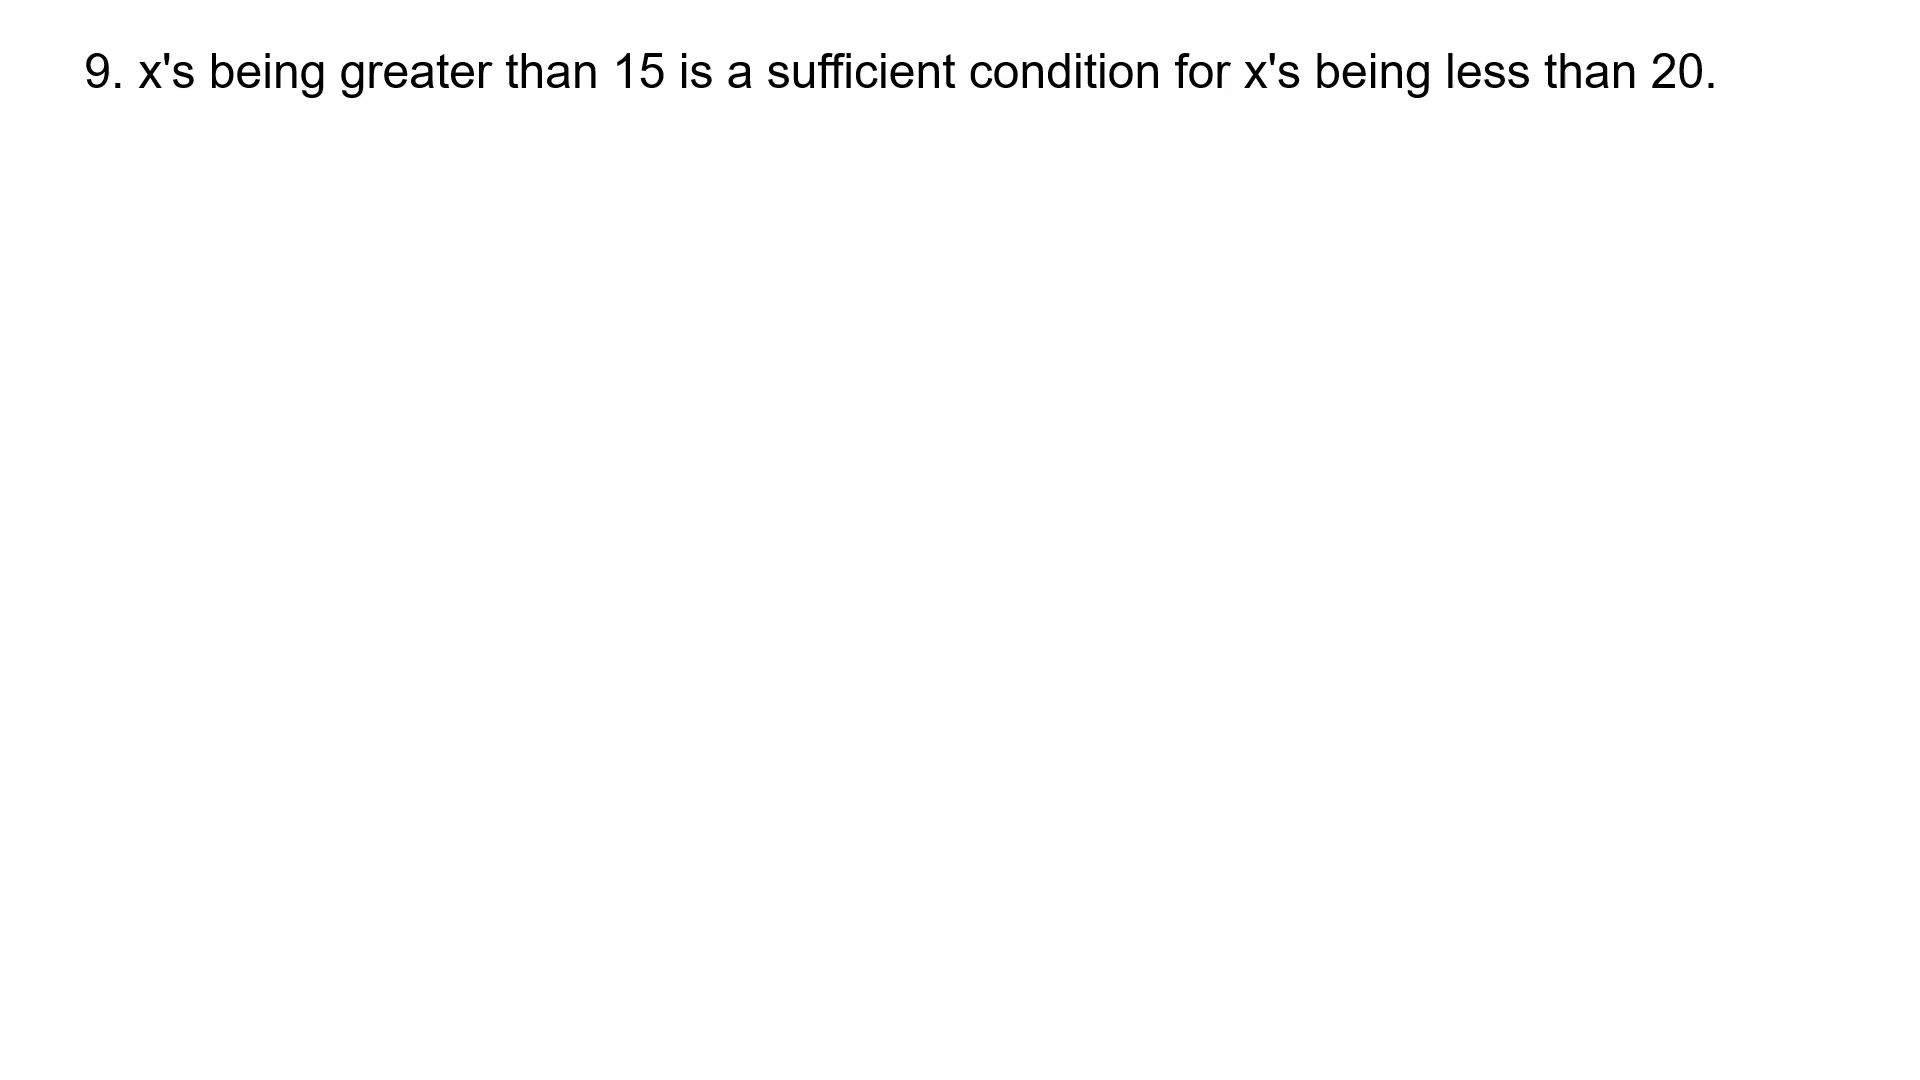 9. x's being greater than 15 is a sufficient condition for x's being less than 20.